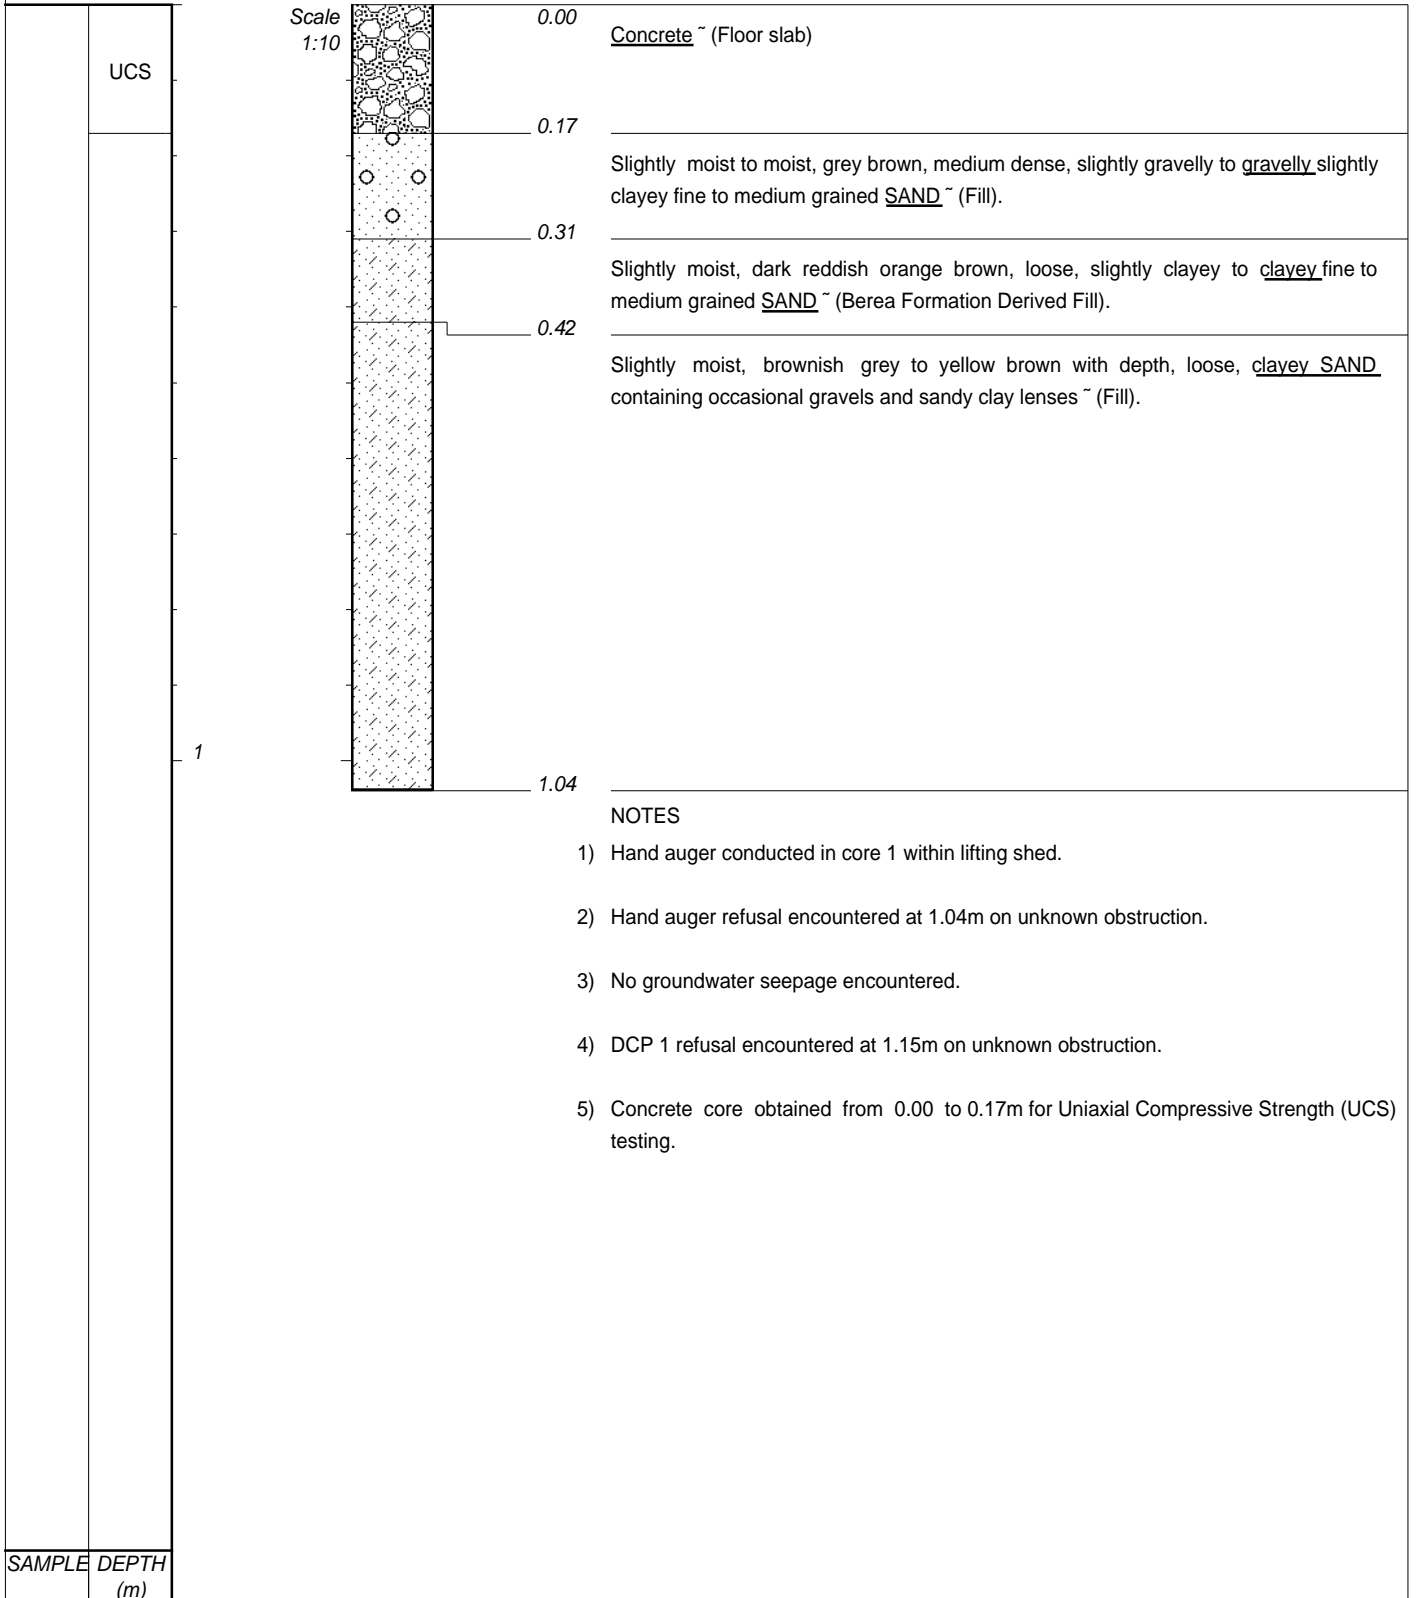 Scale
1:10
UCS
0.00
Concrete ˜ (Floor slab)
0.17
Slightly moist to moist, grey brown, medium dense, slightly gravelly to gravelly slightly
clayey fine to medium grained SAND ˜ (Fill).
0.31
Slightly moist, dark reddish orange brown, loose, slightly clayey to clayey fine to
medium grained SAND ˜ (Berea Formation Derived Fill).
0.42
Slightly moist, brownish grey to yellow brown with depth, loose, clayey SAND
containing occasional gravels and sandy clay lenses ˜ (Fill).
1
1.04
NOTES
1) Hand auger conducted in core 1 within lifting shed.
2) Hand auger refusal encountered at 1.04m on unknown obstruction.
3) No groundwater seepage encountered.
4) DCP 1 refusal encountered at 1.15m on unknown obstruction.
5) Concrete core obtained from 0.00 to 0.17m for Uniaxial Compressive Strength (UCS)
testing.
SAMPLE DEPTH
(m)